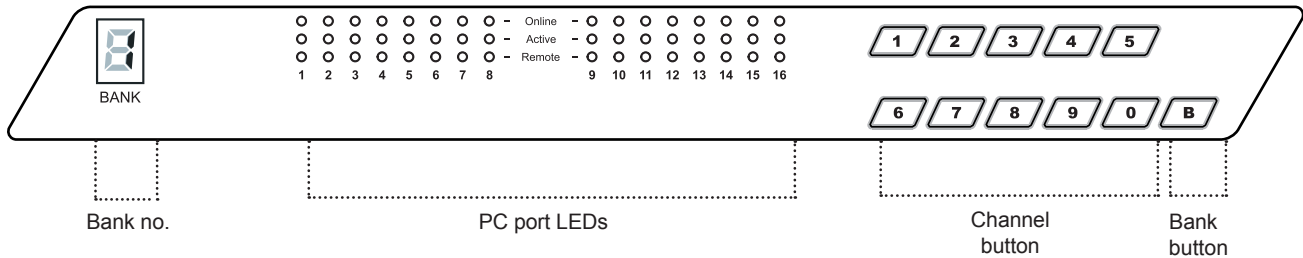 1
BANK
– Online –
– Active –
– Remote –
1 2 3 4 5 6 7 8 9 10 11 12 13 14 15 16
1 2 3 4 5
6 7 8 9 0 B
Bank no.
PC port LEDs
Channel
button
Bank
button